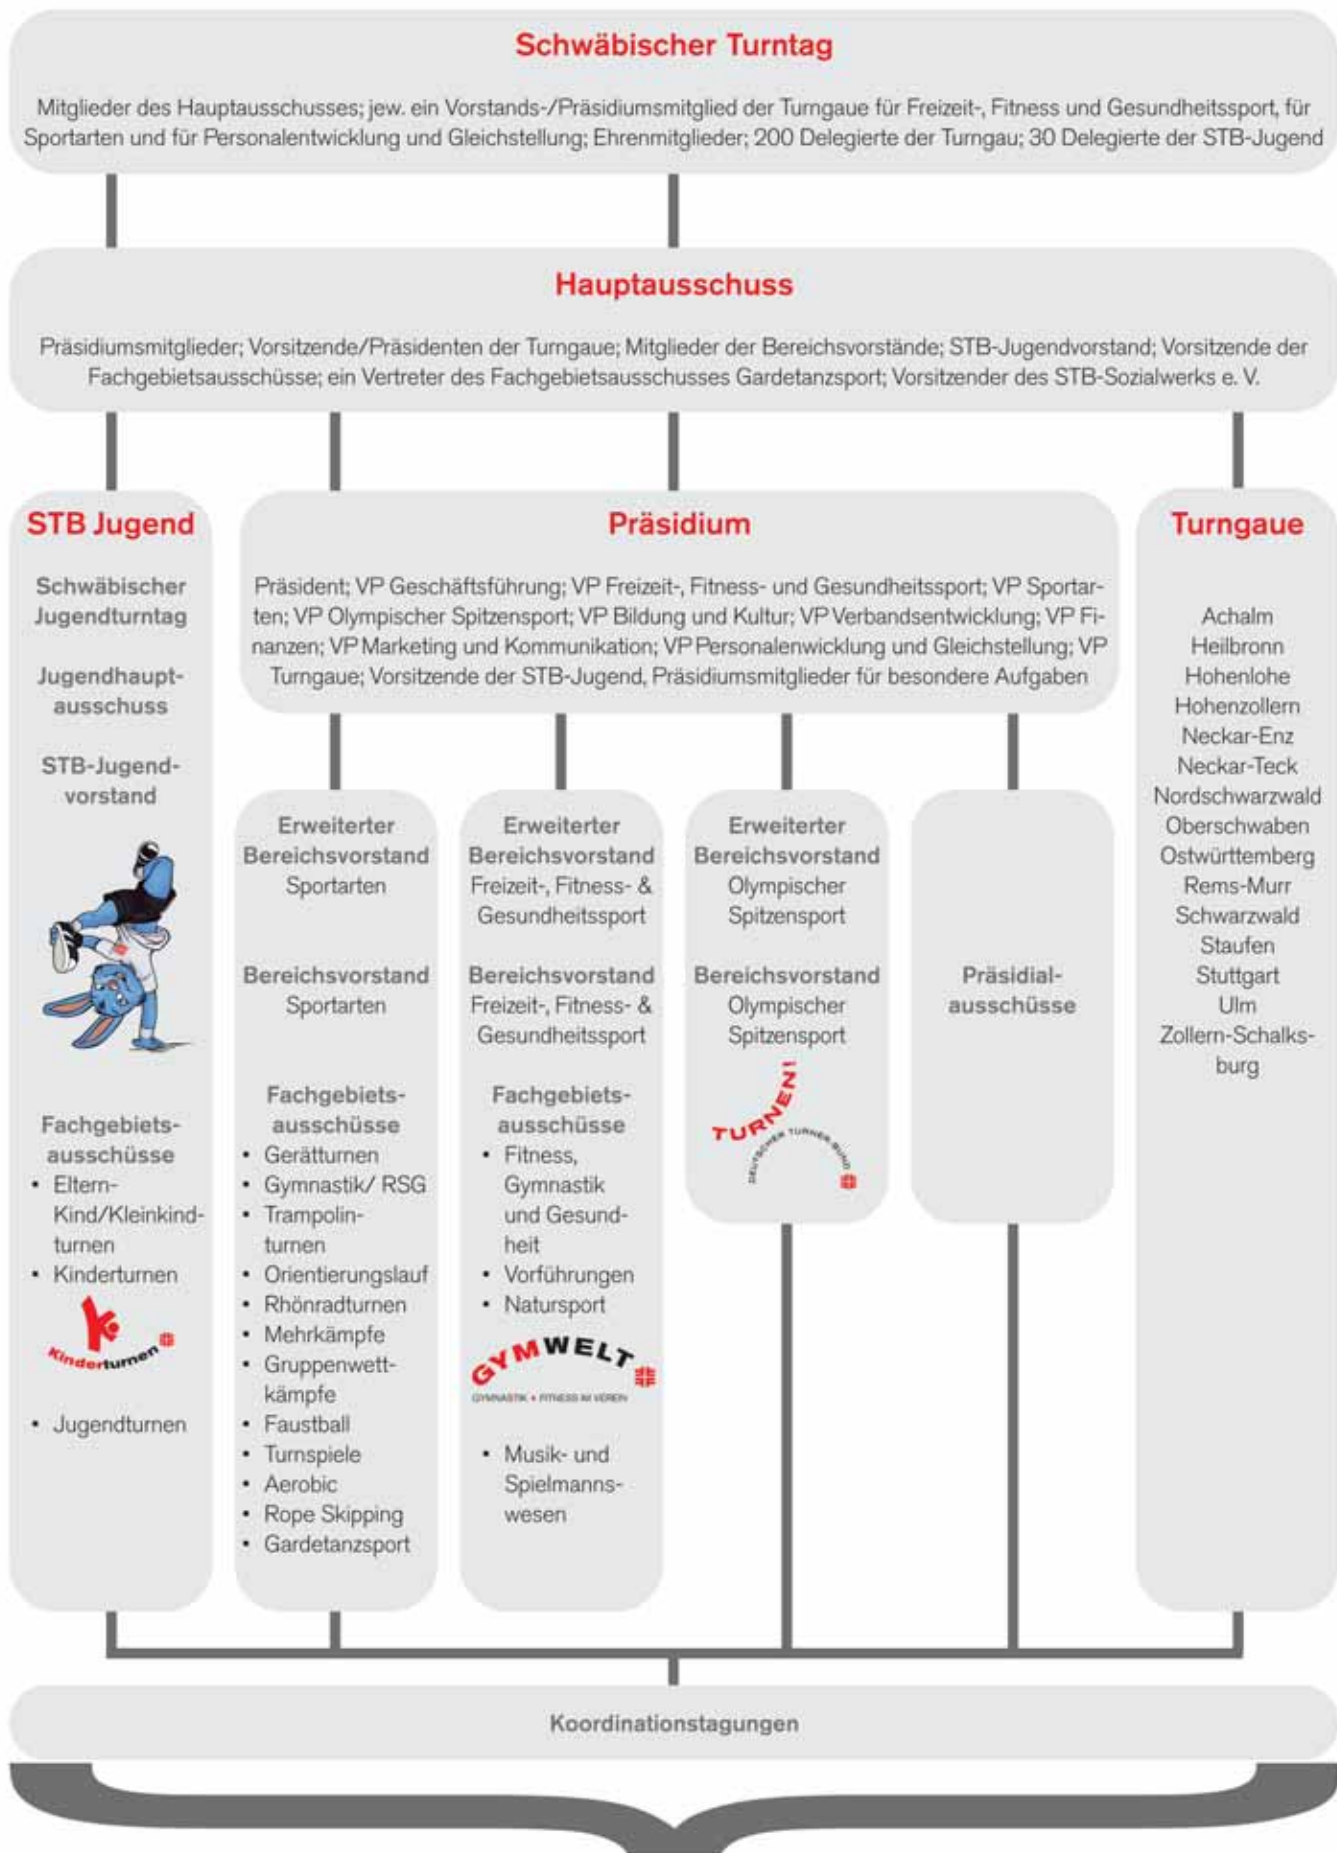 Schwäbischer Turntag
Mitglieder des Hauptausschusses; jew. ein Vorstands-/Präsidiumsmitglied der Turngaue für Freizeit-, Fitness und Gesundheitssport, für
Sportarten und für Personalentwicklung und Gleichstellung; Ehrenmitglieder; 200 Delegierte der Turngau; 30 Delegierte der STB-Jugend
Hauptausschuss
Präsidiumsmitglieder; Vorsitzende/Präsidenten der Turngaue; Mitglieder der Bereichsvorstände; STB-Jugendvorstand; Vorsitzende der
Fachgebietsausschüsse; ein Vertreter des Fachgebietsausschusses Gardetanzsport; Vorsitzender des STB-Sozialwerks e. V.
STB Jugend
Schwäbischer
Jugendturntag
Jugendhaupt-
ausschuss
STB-Jugend-
vorstand
Fachgebiets-
ausschüsse
• Eltern-
Kind/Kleinkind-
turnen
• Kinderturnen
Kinderturnen
• Jugendturnen
Präsidium
Präsident; VP Geschäftsführung; VP Freizeit-, Fitness- und Gesundheitssport; VP Sportar-
ten; VP Olympischer Spitzensport; VP Bildung und Kultur; VP Verbandsentwicklung; VP Fi-
nanzen; VP Marketing und Kommunikation; VP Personalenwicklung und Gleichstellung; VP
Turngaue; Vorsitzende der STB-Jugend, Präsidiumsmitglieder für besondere Aufgaben
Erweiterter
Bereichsvorstand
Sportarten
Bereichsvorstand
Sportarten
Fachgebiets-
ausschüsse
• Gerätturnen
• Gymnastik/ RSG
• Trampolin-
turnen
• Orientierungslauf
• Rhönradturnen
• Mehrkämpfe
• Gruppenwett-
kämpfe
• Faustball
• Turnspiele
• Aerobic
• Rope Skipping
• Gardetanzsport
Erweiterter
Bereichsvorstand
Freizeit-, Fitness- &
Gesundheitssport
Bereichsvorstand
Freizeit-, Fitness- &
Gesundheitssport
Fachgebiets-
ausschüsse
• Fitness,
Gymnastik
und Gesund-
heit
• Vorführungen
• Natursport
GYMWELT
GYMNASTIK + FITNESS IM VEREIN
• Musik- und
Spielmanns-
wesen
Erweiterter
Bereichsvorstand
Olympischer
Spitzensport
Bereichsvorstand
Olympischer
Spitzensport
TURNEN!
DEUTSCHER TURNER-BUND
Präsidial-
ausschüsse
Turngaue
Achalm
Heilbronn
Hohenlohe
Hohenzollern
Neckar-Enz
Neckar-Teck
Nordschwarzwald
Oberschwaben
Ostwürttemberg
Rems-Murr
Schwarzwald
Staufen
Stuttgart
Ulm
Zollern-Schalks-
burg
Koordinationstagungen